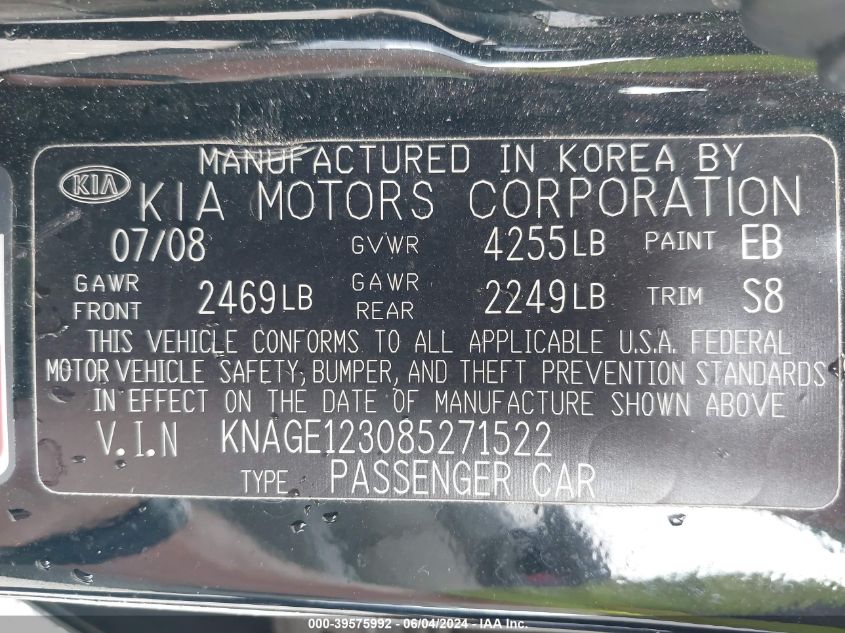 MANUFACTURED IN KOREA BY
KIA KIA MOTORS CORPORATION
07/08 GVWR 4255LB PAINT EB
GAWR FRONT 2469LB GAWR REAR 2249LB TRIM S8
THIS VEHICLE CONFORMS TO ALL APPLICABLE U.S.A. FEDERAL
MOTOR VEHICLE SAFETY, BUMPER, AND THEFT PREVENTION STANDARDS
IN EFFECT ON THE DATE OF MANUFACTURE SHOWN ABOVE
V.I.N KNAGE123085271522
TYPE PASSENGER CAR
000-39575992 - 06/04/2024 - IAA Inc.